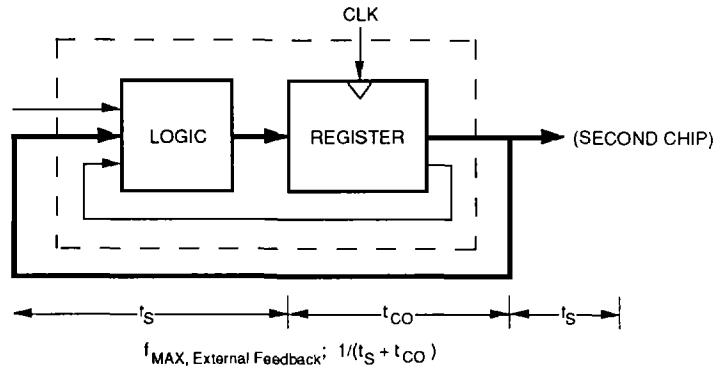 CLK
LOGIC
REGISTER
(SECOND CHIP)
tS
tCO
tS
fMAX, External Feedback; 1/(tS + tCO)